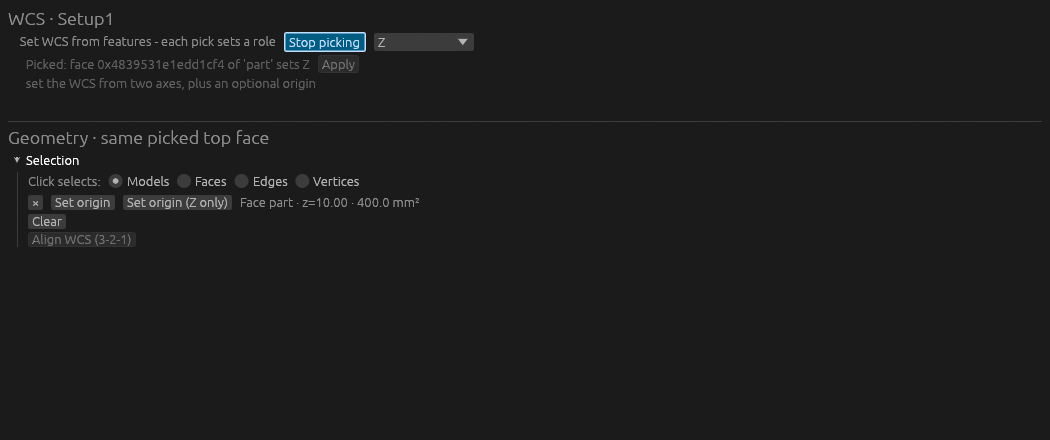 WCS · Setup1
Set WCS from features - each pick sets a role Stop picking Z
Picked: face 0x4839531e1edd1cf4 of 'part' sets Z Apply
set the WCS from two axes, plus an optional origin
Geometry · same picked top face
Selection
Click selects: Models Faces Edges Vertices
× Set origin Set origin (Z only) Face part · z=10.00 · 400.0 mm²
Clear
Align WCS (3-2-1)